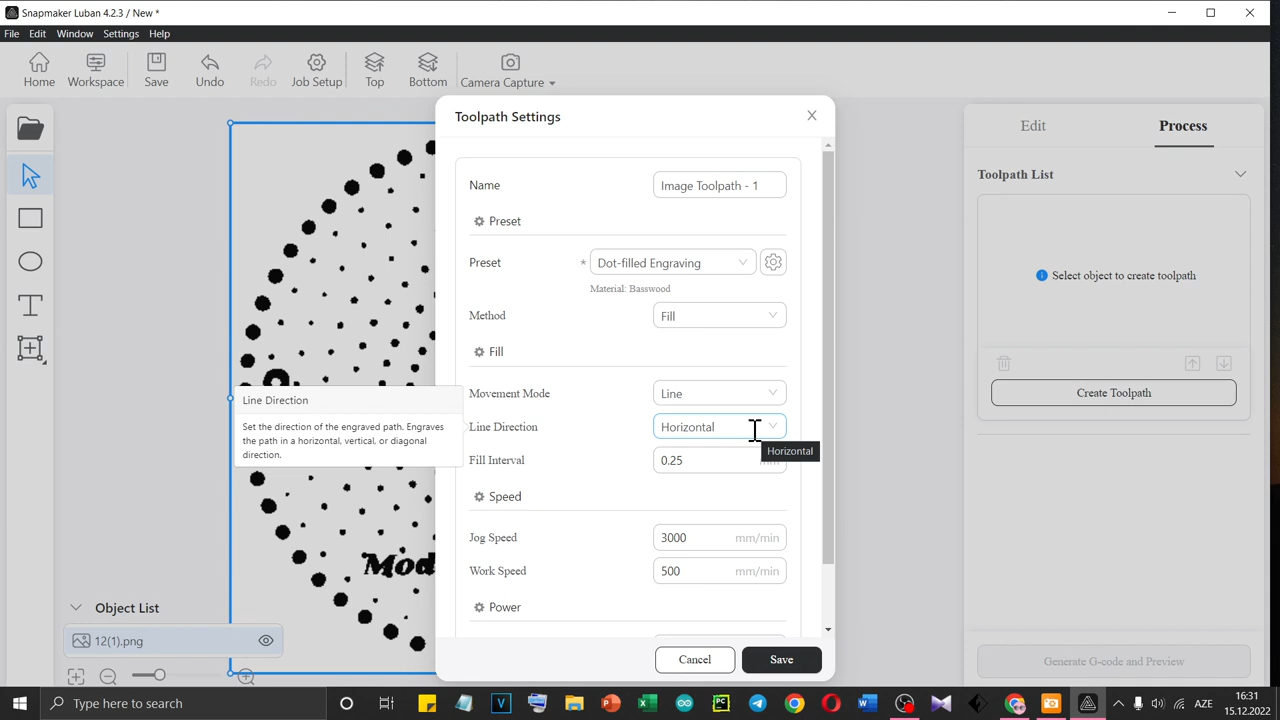 Snapmaker Luban 4.2.3 / New *
File Edit Window Settings Help
Home Workspace Save Undo Redo Job Setup Top Bottom Camera Capture
Toolpath Settings
Name Image Toolpath - 1
Preset
Preset * Dot-filled Engraving
Material: Basswood
Method Fill
Fill
Movement Mode Line
Line Direction Horizontal
Horizontal
Fill Interval 0.25 mm
Speed
Jog Speed 3000 mm/min
Work Speed 500 mm/min
Power
Cancel Save
Line Direction
Set the direction of the engraved path. Engraves
the path in a horizontal, vertical, or diagonal
direction.
Mod
Object List
12(1).png
Edit Process
Toolpath List
Select object to create toolpath
Create Toolpath
Generate G-code and Preview
Type here to search
AZE
16:31
15.12.2022